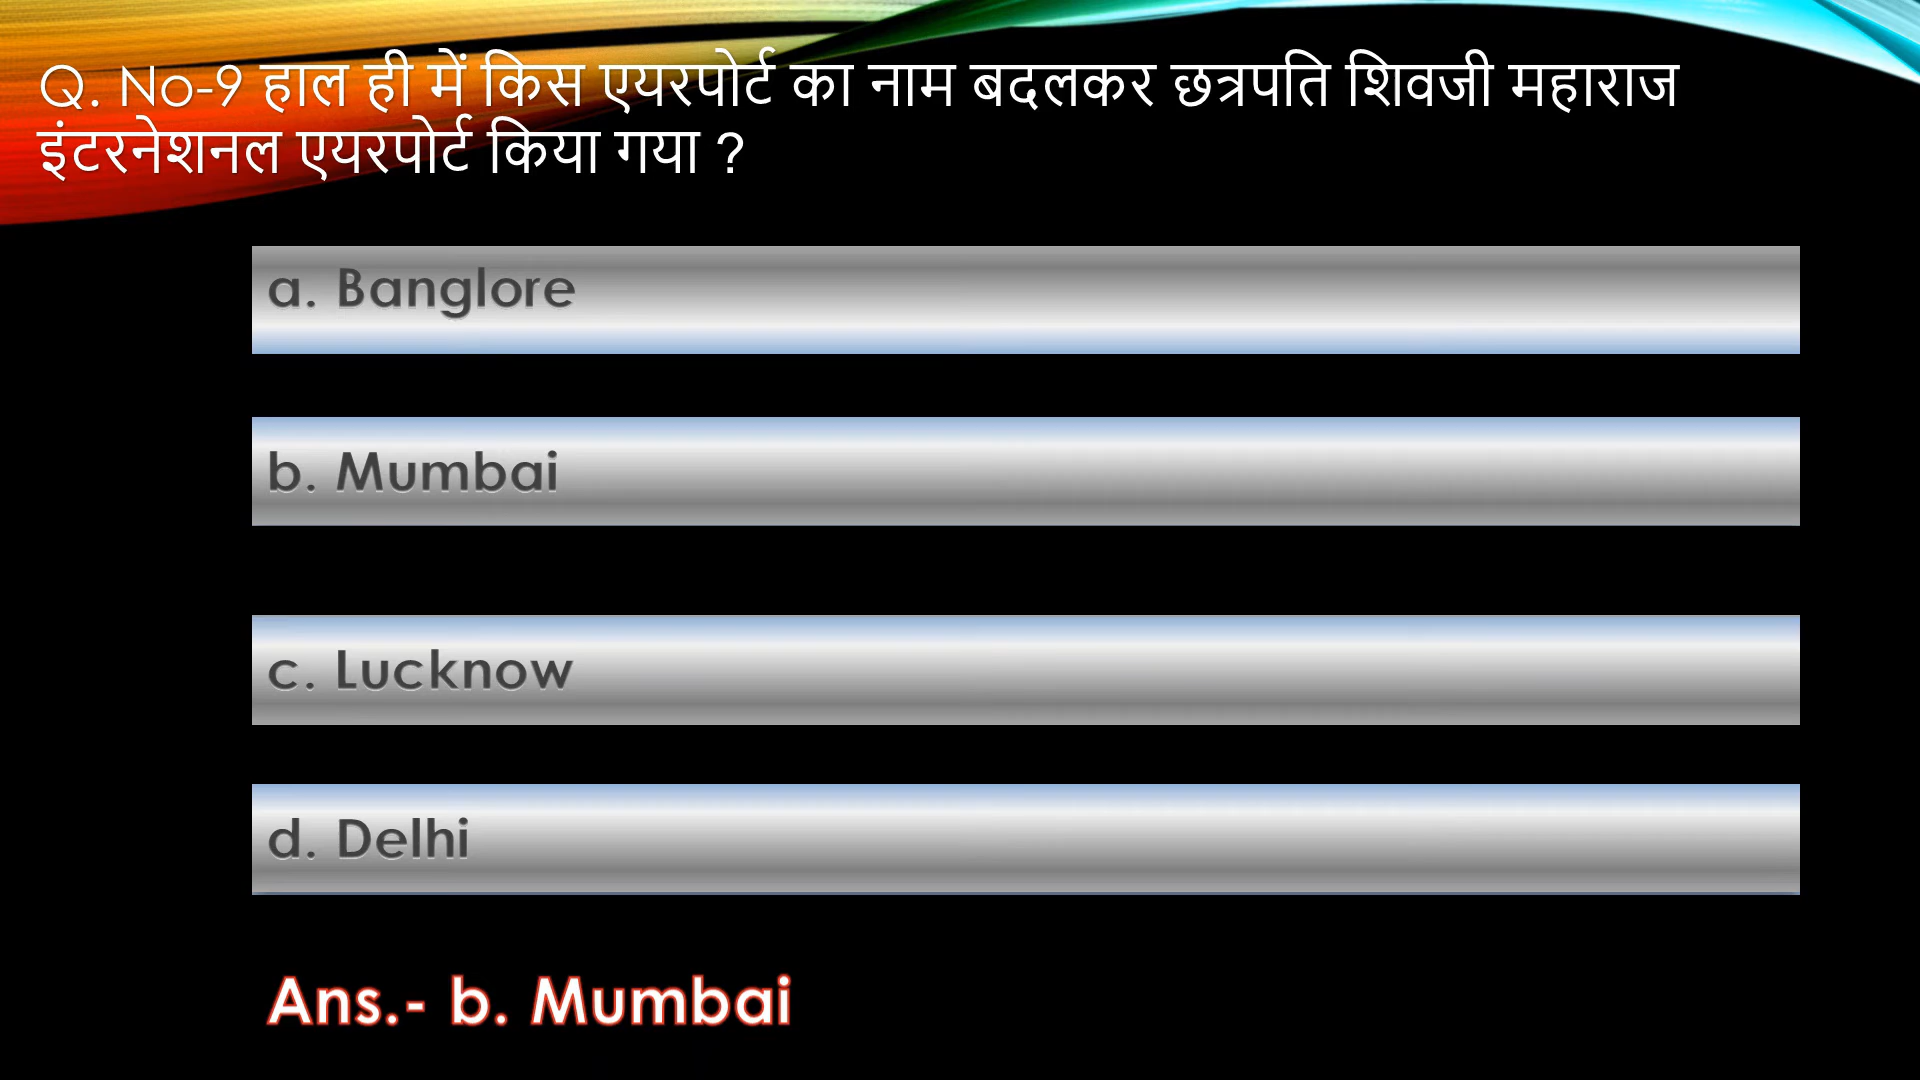 Q. No-9 हाल ही में किस एयरपोर्ट का नाम बदलकर छत्रपति शिवजी महाराज
इंटरनेशनल एयरपोर्ट किया गया ?
a. Banglore
b. Mumbai
c. Lucknow
d. Delhi
Ans.- b. Mumbai